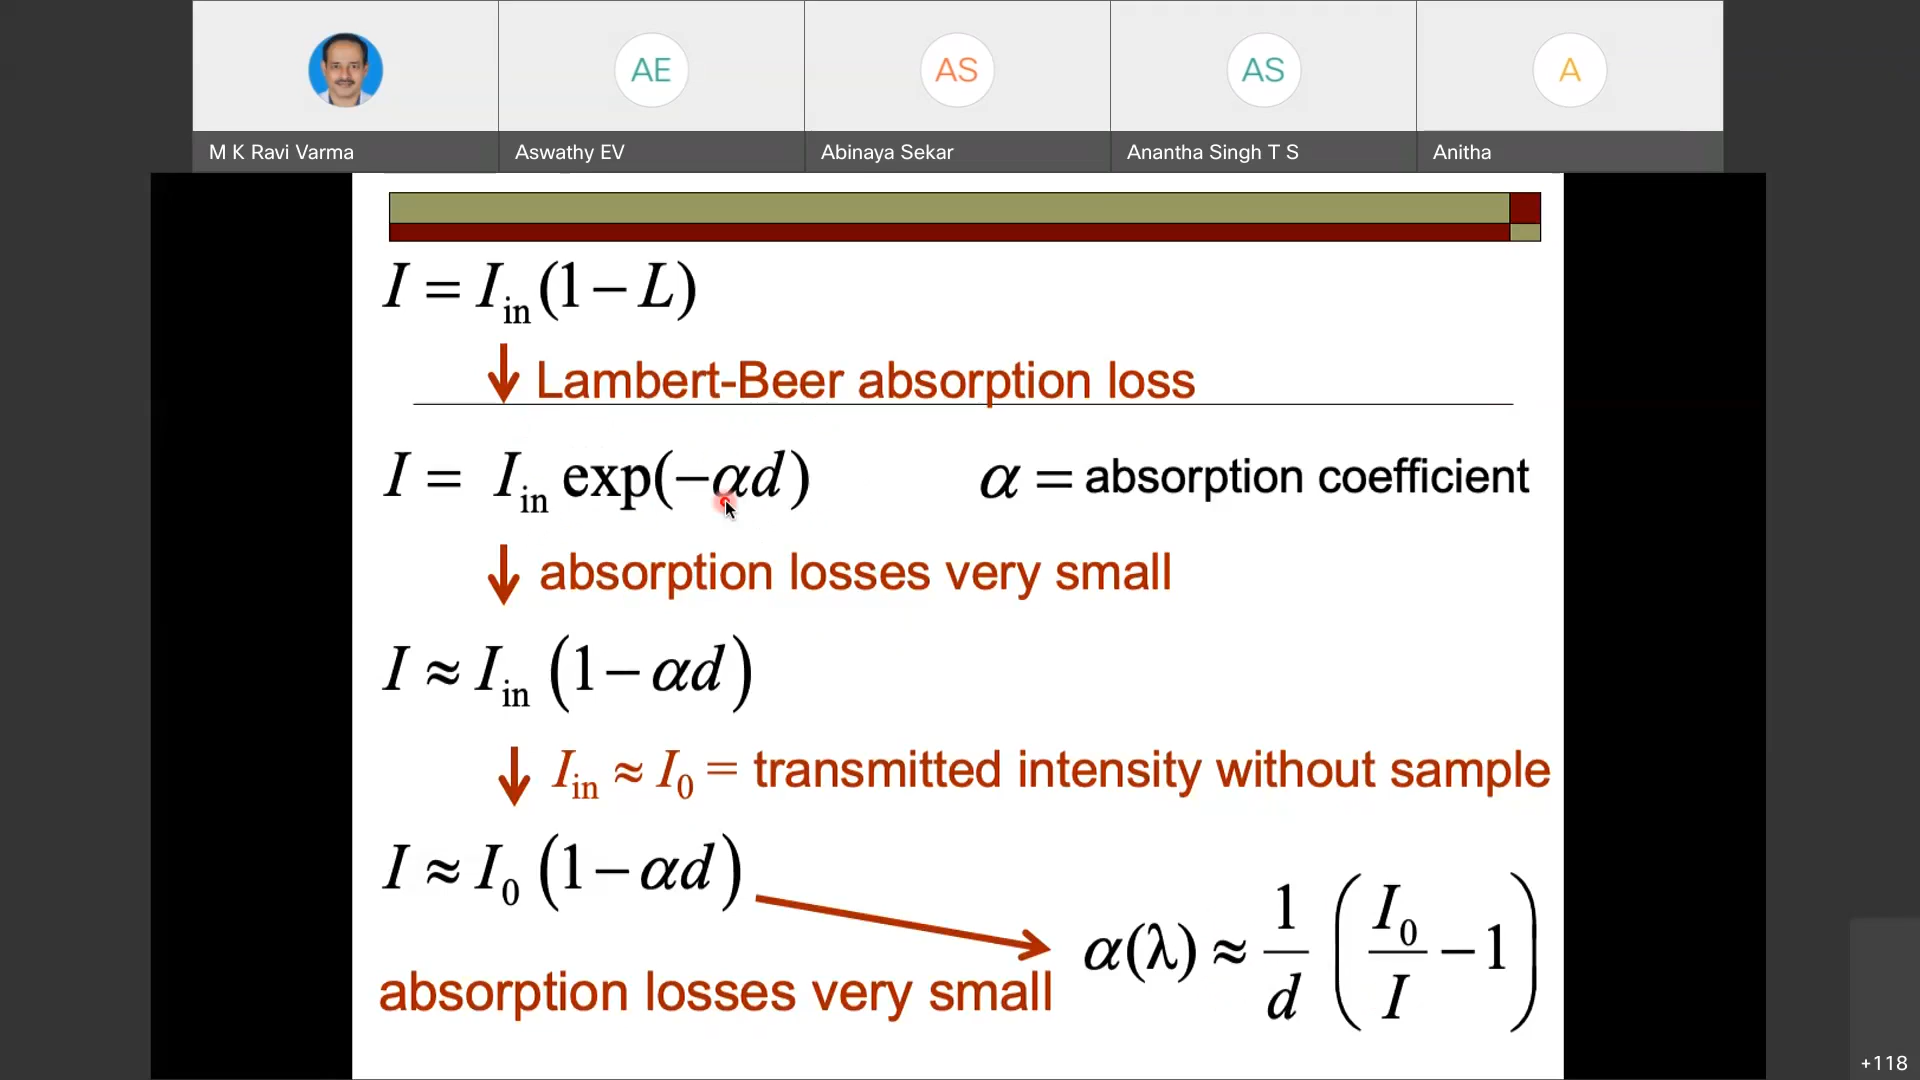 AE
AS
AS
A
M K Ravi Varma
Aswathy EV
Abinaya Sekar
Anantha Singh T S
Anitha
I = I_in (1 − L)
↓ Lambert-Beer absorption loss
I = I_in exp(−αd)
α = absorption coefficient
↓ absorption losses very small
I ≈ I_in (1 − αd)
↓ I_in ≈ I_0 = transmitted intensity without sample
I ≈ I_0 (1 − αd)
absorption losses very small
α(λ) ≈ 1/d (I_0/I − 1)
+118